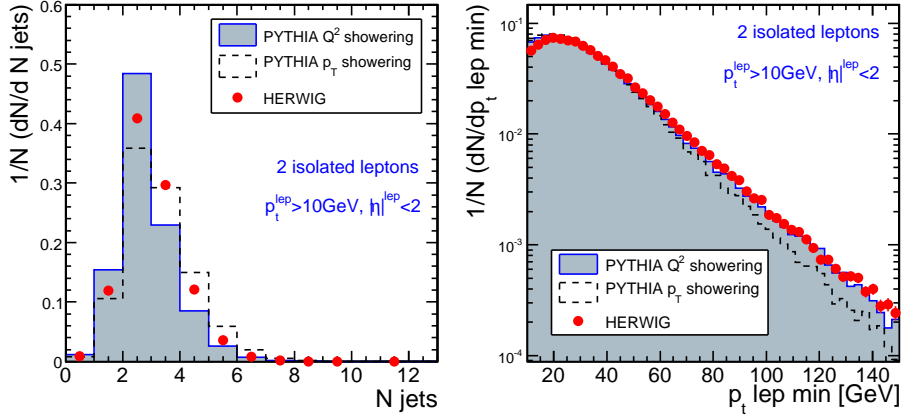 1/N (dN/d N jets)
0.6
0.5
0.4
0.3
0.2
0.1
0
PYTHIA Q² showering
PYTHIA p_T showering
HERWIG
2 isolated leptons
p_t^lep>10GeV, |η|^lep<2
0 2 4 6 8 10 12
N jets
1/N (dN/dp_t lep min)
10⁻¹
10⁻²
10⁻³
10⁻⁴
2 isolated leptons
p_t^lep>10GeV, |η|^lep<2
PYTHIA Q² showering
PYTHIA p_T showering
HERWIG
20 40 60 80 100 120 140
p_t lep min [GeV]